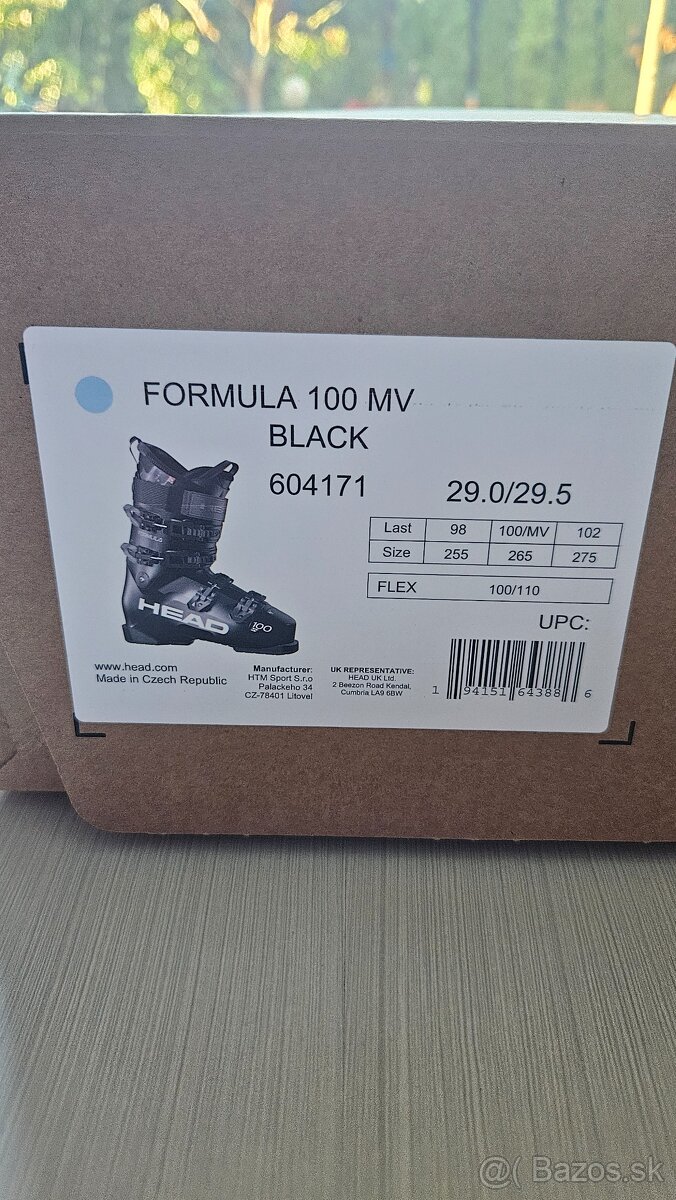 FORMULA 100 MV
BLACK
604171
29.0/29.5
Last 98 100/MV 102
Size 255 265 275
FLEX 100/110
UPC:
HEAD
100
www.head.com
Made in Czech Republic
Manufacturer:
HTM Sport S.r.o
Palackeho 34
CZ-78401 Litovel
UK REPRESENTATIVE:
HEAD UK Ltd.
2 Beezon Road Kendal,
Cumbria LA9 6BW
1 94151 64388 6
@( Bazos.sk